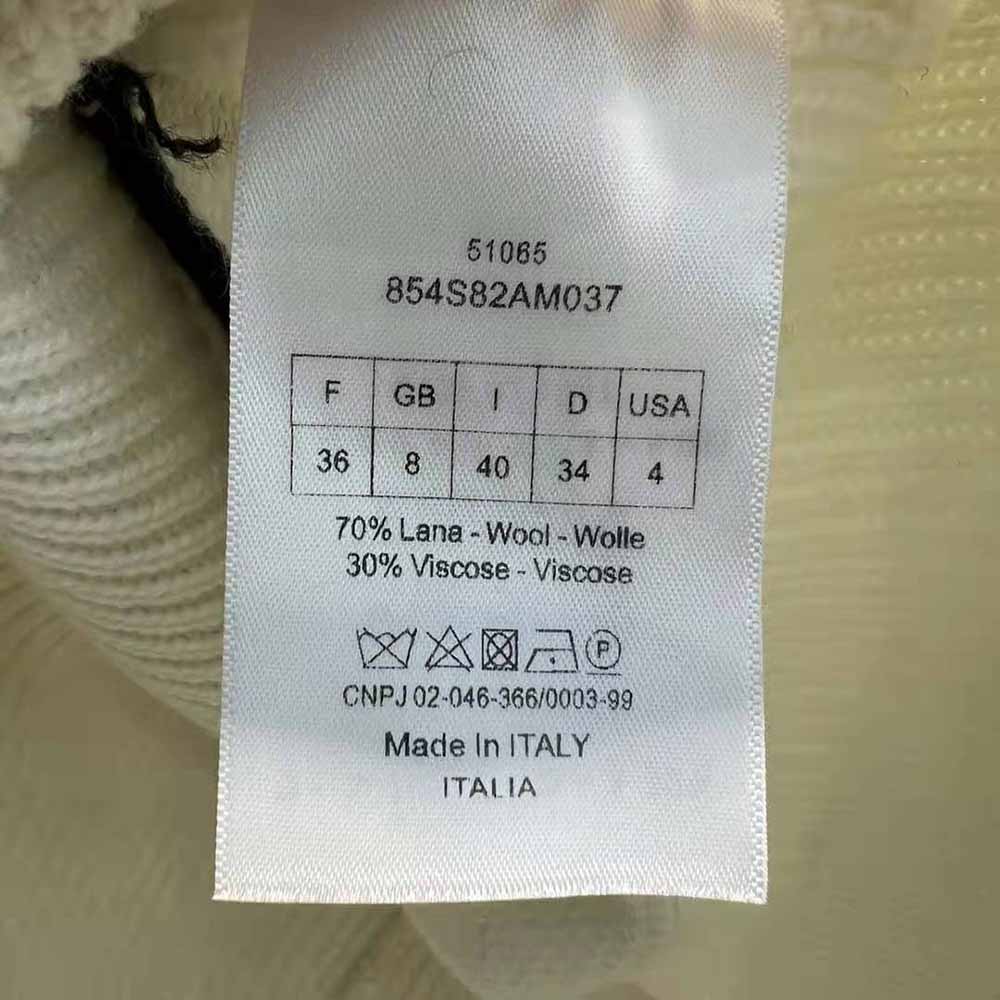 51065
854S82AM037
F GB I D USA
36 8 40 34 4
70% Lana - Wool - Wolle
30% Viscose - Viscose
P
CNPJ 02-046-366/0003-99
Made In ITALY
ITALIA